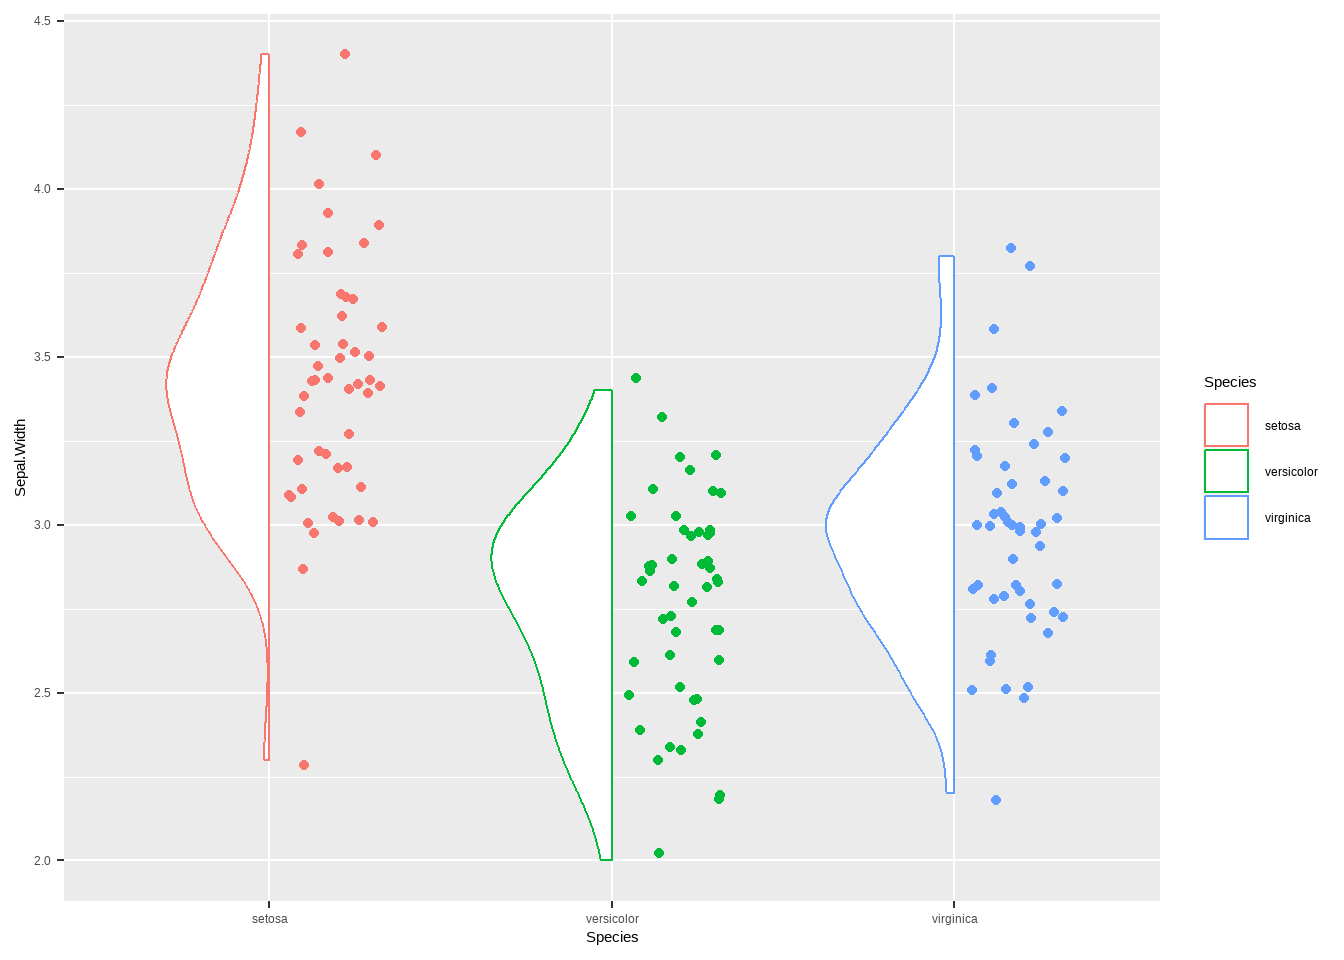 4.5
4.0
3.5
3.0
2.5
2.0
Sepal.Width
setosa
versicolor
virginica
Species
Species
setosa
versicolor
virginica